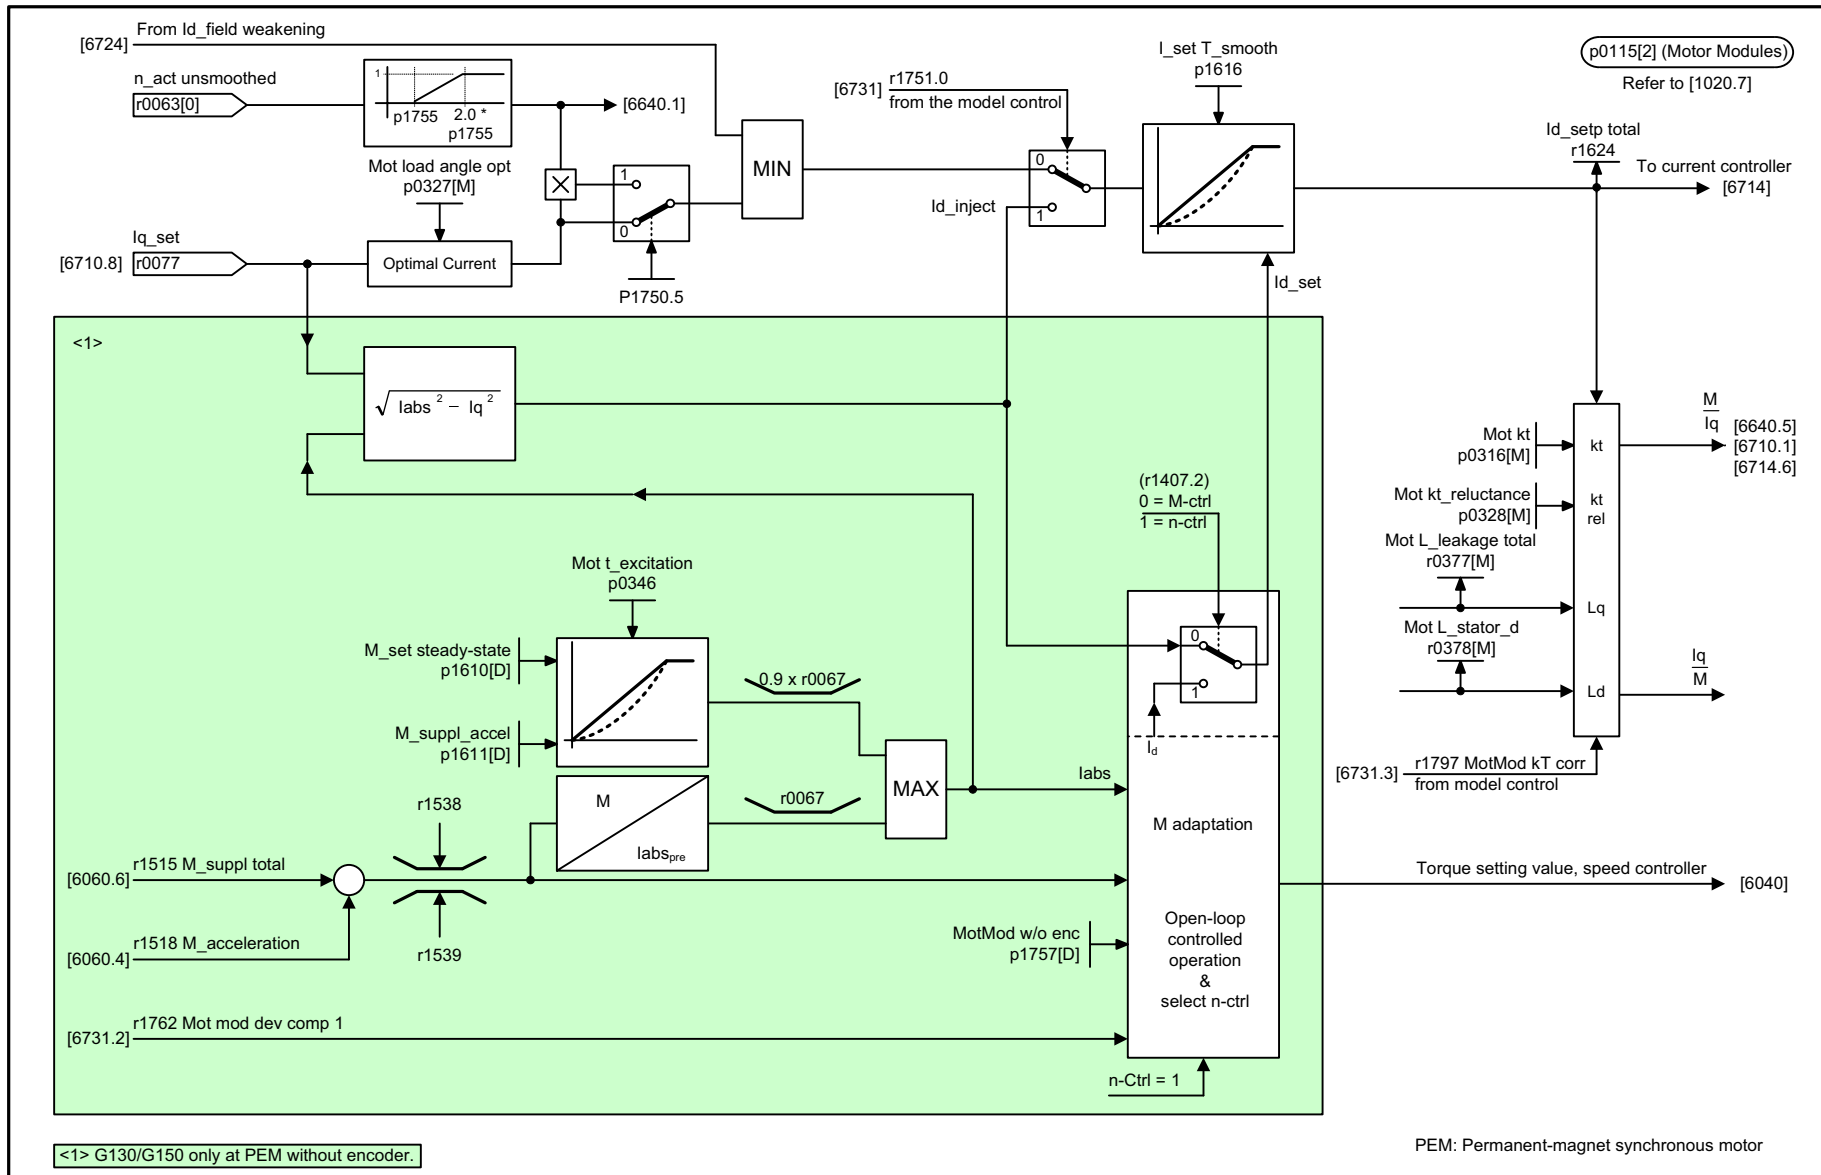 From Id_field weakening
[6724]
n_act unsmoothed
r0063[0]
1
p1755
2.0 *
p1755
[6640.1]
Mot load angle opt
p0327[M]
Iq_set
[6710.8]
r0077
Optimal Current
1
0
P1750.5
MIN
[6731]
r1751.0
from the model control
0
1
Id_inject
I_set T_smooth
p1616
Id_set
p0115[2] (Motor Modules)
Refer to [1020.7]
Id_setp total
r1624
To current controller
[6714]
<1>
√ Iabs ² – Iq ²
(r1407.2)
0 = M-ctrl
1 = n-ctrl
Mot t_excitation
p0346
M_set steady-state
p1610[D]
M_suppl_accel
p1611[D]
0.9 x r0067
M
Iabspre
r0067
MAX
Iabs
0
1
Id
M adaptation
Open-loop
controlled
operation
&
select n-ctrl
r1538
r1539
[6060.6]
r1515 M_suppl total
[6060.4]
r1518 M_acceleration
MotMod w/o enc
p1757[D]
[6731.2]
r1762 Mot mod dev comp 1
n-Ctrl = 1
Mot kt
p0316[M]
Mot kt_reluctance
p0328[M]
Mot L_leakage total
r0377[M]
Mot L_stator_d
r0378[M]
kt
kt
rel
Lq
Ld
M
Iq
[6640.5]
[6710.1]
[6714.6]
Iq
M
[6731.3]
r1797 MotMod kT corr
from model control
Torque setting value, speed controller
[6040]
<1> G130/G150 only at PEM without encoder.
PEM: Permanent-magnet synchronous motor